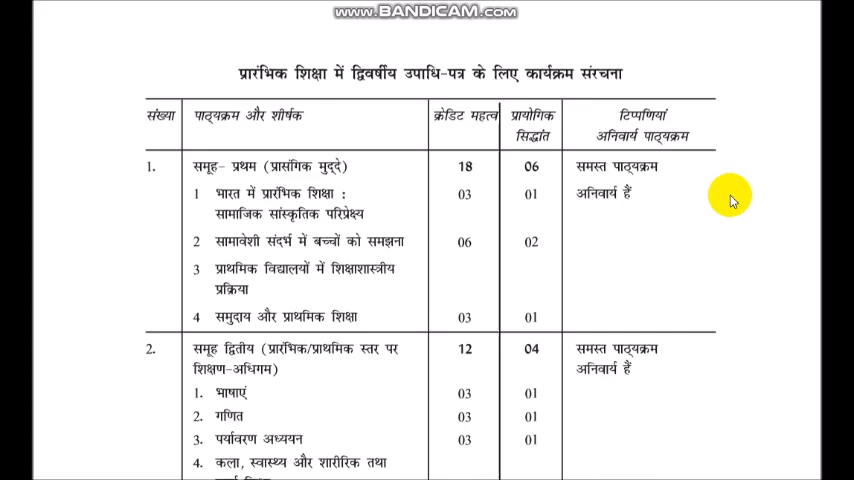 www.BANDICAM.com
प्रारंभिक शिक्षा में द्विवर्षीय उपाधि-पत्र के लिए कार्यक्रम संरचना
संख्या पाठ्यक्रम और शीर्षक क्रेडिट महत्व प्रायोगिक सिद्धांत टिप्पणियां अनिवार्य पाठ्यक्रम
1. समूह- प्रथम (प्रासंगिक मुद्दे) 18 06 समस्त पाठ्यक्रम
1 भारत में प्रारंभिक शिक्षा : 03 01 अनिवार्य हैं
सामाजिक सांस्कृतिक परिप्रेक्ष्य
2 सामावेशी संदर्भ में बच्चों को समझना 06 02
3 प्राथमिक विद्यालयों में शिक्षाशास्त्रीय
प्रक्रिया
4 समुदाय और प्राथमिक शिक्षा 03 01
2. समूह द्वितीय (प्रारंभिक/प्राथमिक स्तर पर 12 04 समस्त पाठ्यक्रम
शिक्षण-अधिगम) अनिवार्य हैं
1. भाषाएं 03 01
2. गणित 03 01
3. पर्यावरण अध्ययन 03 01
4. कला, स्वास्थ्य और शारीरिक तथा